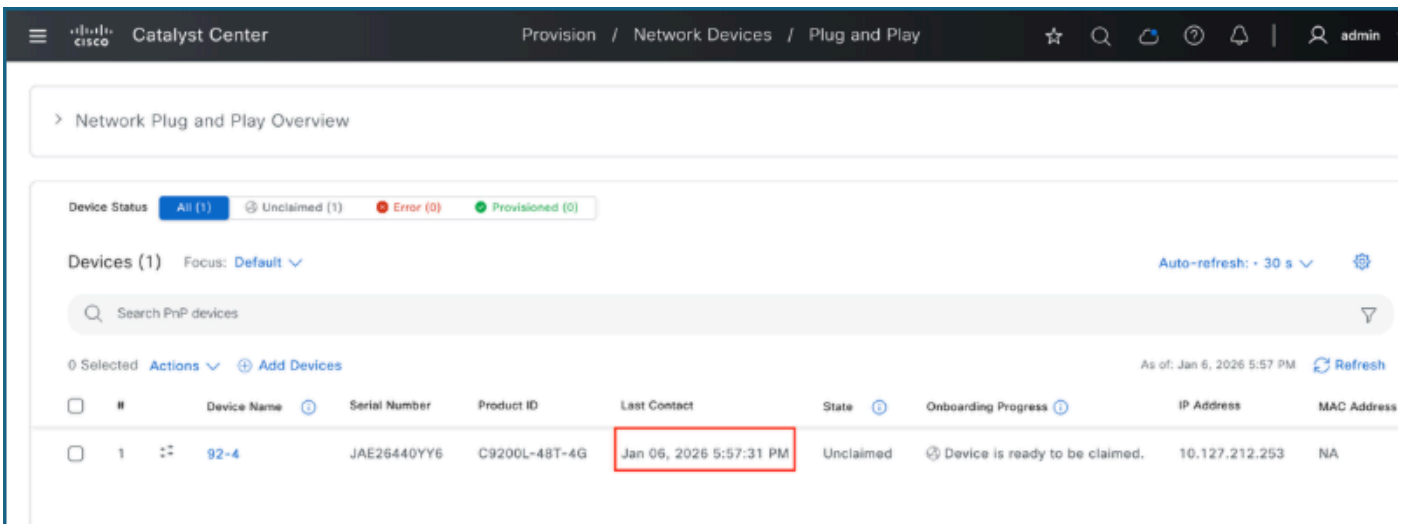 cisco Catalyst Center Provision / Network Devices / Plug and Play admin
> Network Plug and Play Overview
Device Status All (1) Unclaimed (1) Error (0) Provisioned (0)
Devices (1) Focus: Default Auto-refresh: • 30 s
Search PnP devices
0 Selected Actions Add Devices As of: Jan 6, 2026 5:57 PM Refresh
# Device Name Serial Number Product ID Last Contact State Onboarding Progress IP Address MAC Address
1 92-4 JAE26440YY6 C9200L-48T-4G Jan 06, 2026 5:57:31 PM Unclaimed Device is ready to be claimed. 10.127.212.253 NA